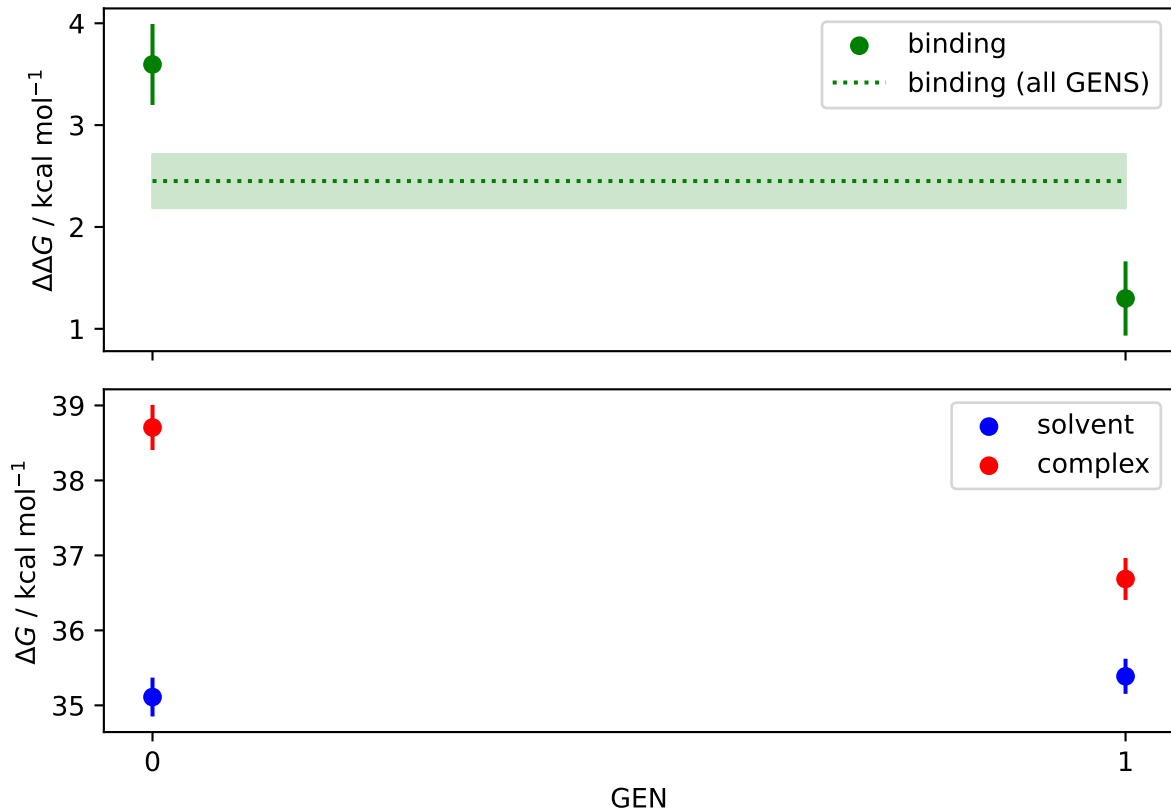 4
3
2
1
ΔΔG / kcal mol⁻¹
binding
binding (all GENS)
39
38
37
36
35
ΔG / kcal mol⁻¹
solvent
complex
0
1
GEN